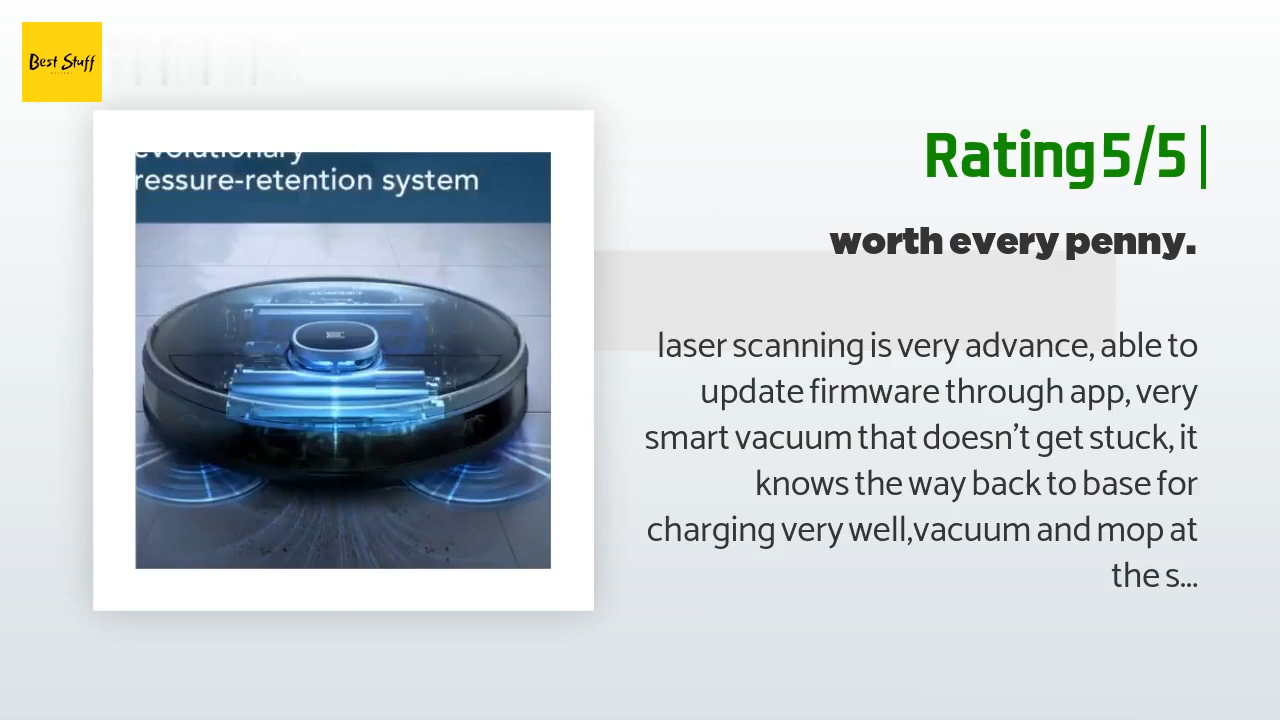 Best Stuff
Rating 5/5
evolutionary
ressure-retention system
worth every penny.
laser scanning is very advance, able to
update firmware through app, very
smart vacuum that doesn't get stuck, it
knows the way back to base for
charging very well,vacuum and mop at
the s...